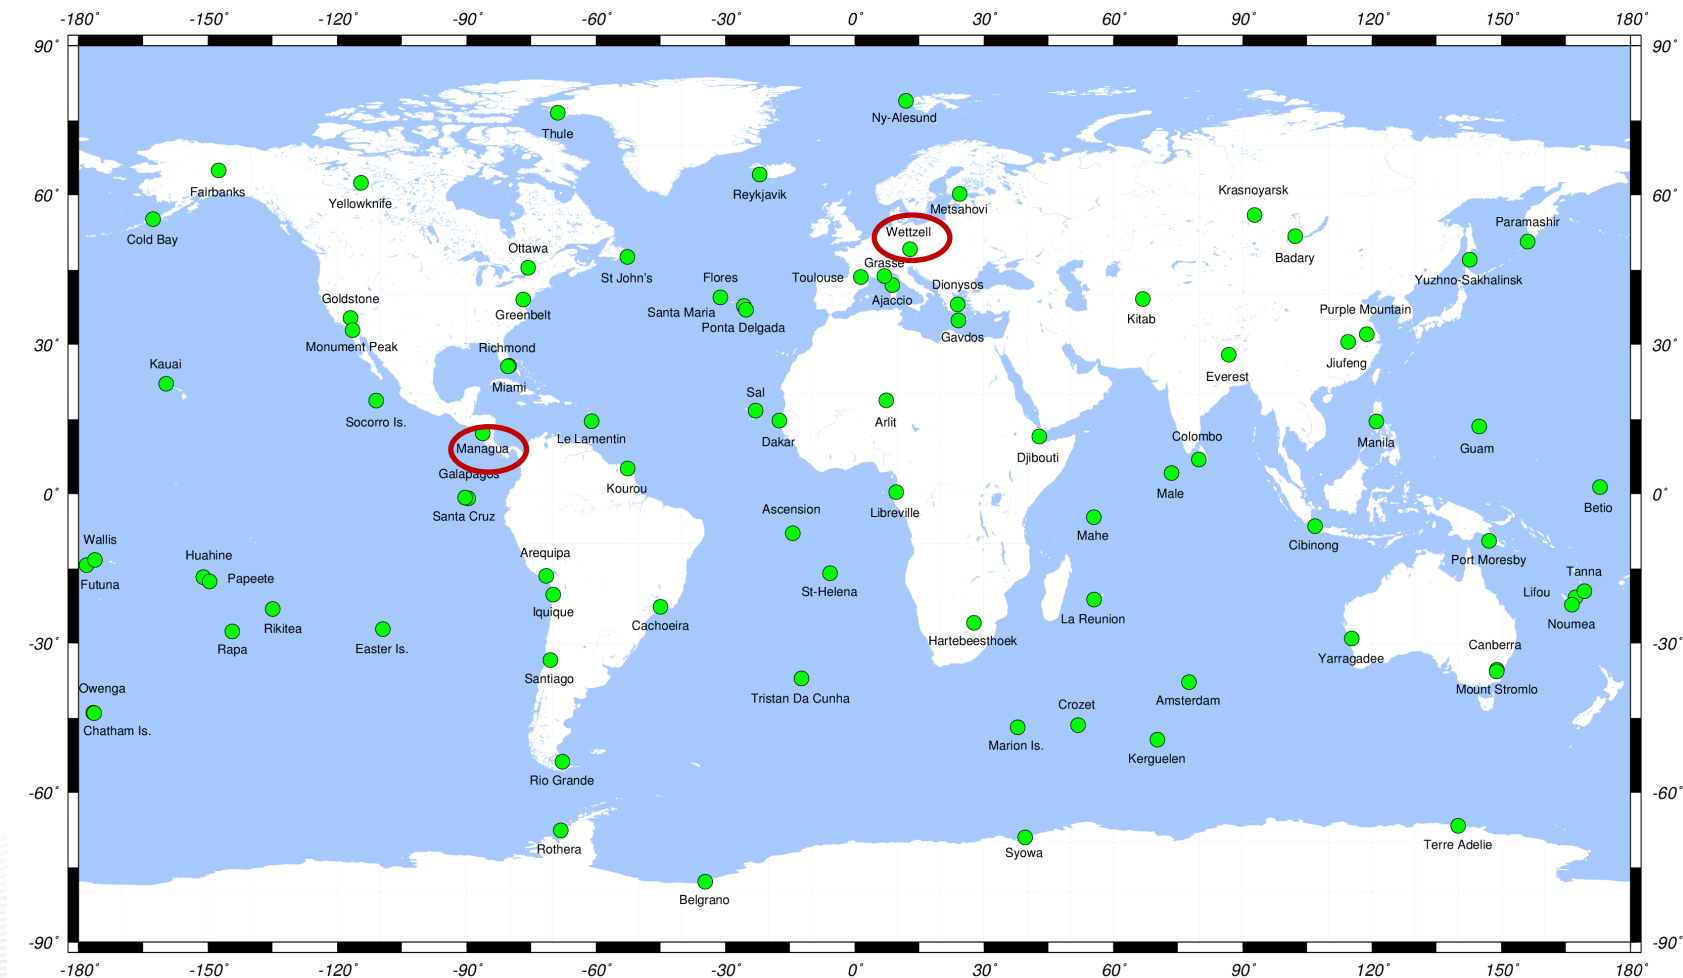 -180˚ -150˚ -120˚ -90˚ -60˚ -30˚ 0˚ 30˚ 60˚ 90˚ 120˚ 150˚ 180˚
90˚ 90˚
Ny-Alesund
Thule
Fairbanks
Yellowknife
Reykjavik
60˚ 60˚
Krasnoyarsk
Metsahovi
Cold Bay
Wettzell
Paramashir
Ottawa
Badary
Grasse
St John's
Flores
Toulouse
Dionysos
Yuzhno-Sakhalinsk
Goldstone
Ajaccio
Santa Maria
Greenbelt
Purple Mountain
Kitab
Ponta Delgada
Gavdos
Monument Peak
Richmond
30˚ 30˚
Kauai
Jiufeng
Everest
Miami
Sal
Socorro Is.
Arlit
Le Lamentin
Dakar
Colombo
Manila
Managua
Guam
Djibouti
Galapagos
Kourou
0˚ 0˚
Male
Betio
Santa Cruz
Ascension
Libreville
Mahe
Wallis
Cibinong
Huahine
Arequipa
Port Moresby
Futuna
Papeete
Tanna
St-Helena
Lifou
Iquique
La Reunion
Rikitea
Cachoeira
Noumea
Hartebeesthoek
-30˚ -30˚
Rapa
Easter Is.
Canberra
Yarragadee
Santiago
Owenga
Mount Stromlo
Tristan Da Cunha
Amsterdam
Crozet
Chatham Is.
Marion Is.
Kerguelen
Rio Grande
-60˚ -60˚
Rothera
Syowa
Terre Adelie
Belgrano
-90˚ -90˚
-180˚ -150˚ -120˚ -90˚ -60˚ -30˚ 0˚ 30˚ 60˚ 90˚ 120˚ 150˚ 180˚